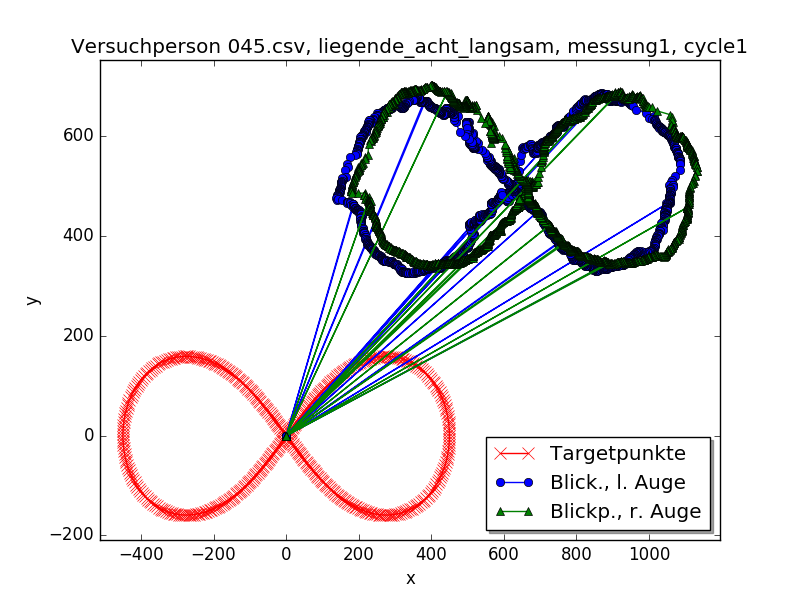 Versuchperson 045.csv, liegende_acht_langsam, messung1, cycle1
y
600
400
200
0
−200
−400
−200
0
200
400
600
800
1000
x
Targetpunkte
Blick., l. Auge
Blickp., r. Auge